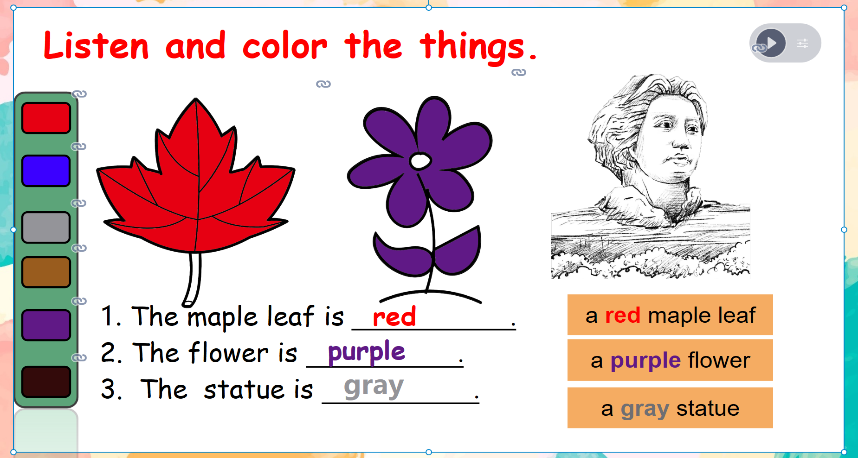 Listen and color the things.
1. The maple leaf is red.
2. The flower is purple.
3. The statue is gray.
a red maple leaf
a purple flower
a gray statue